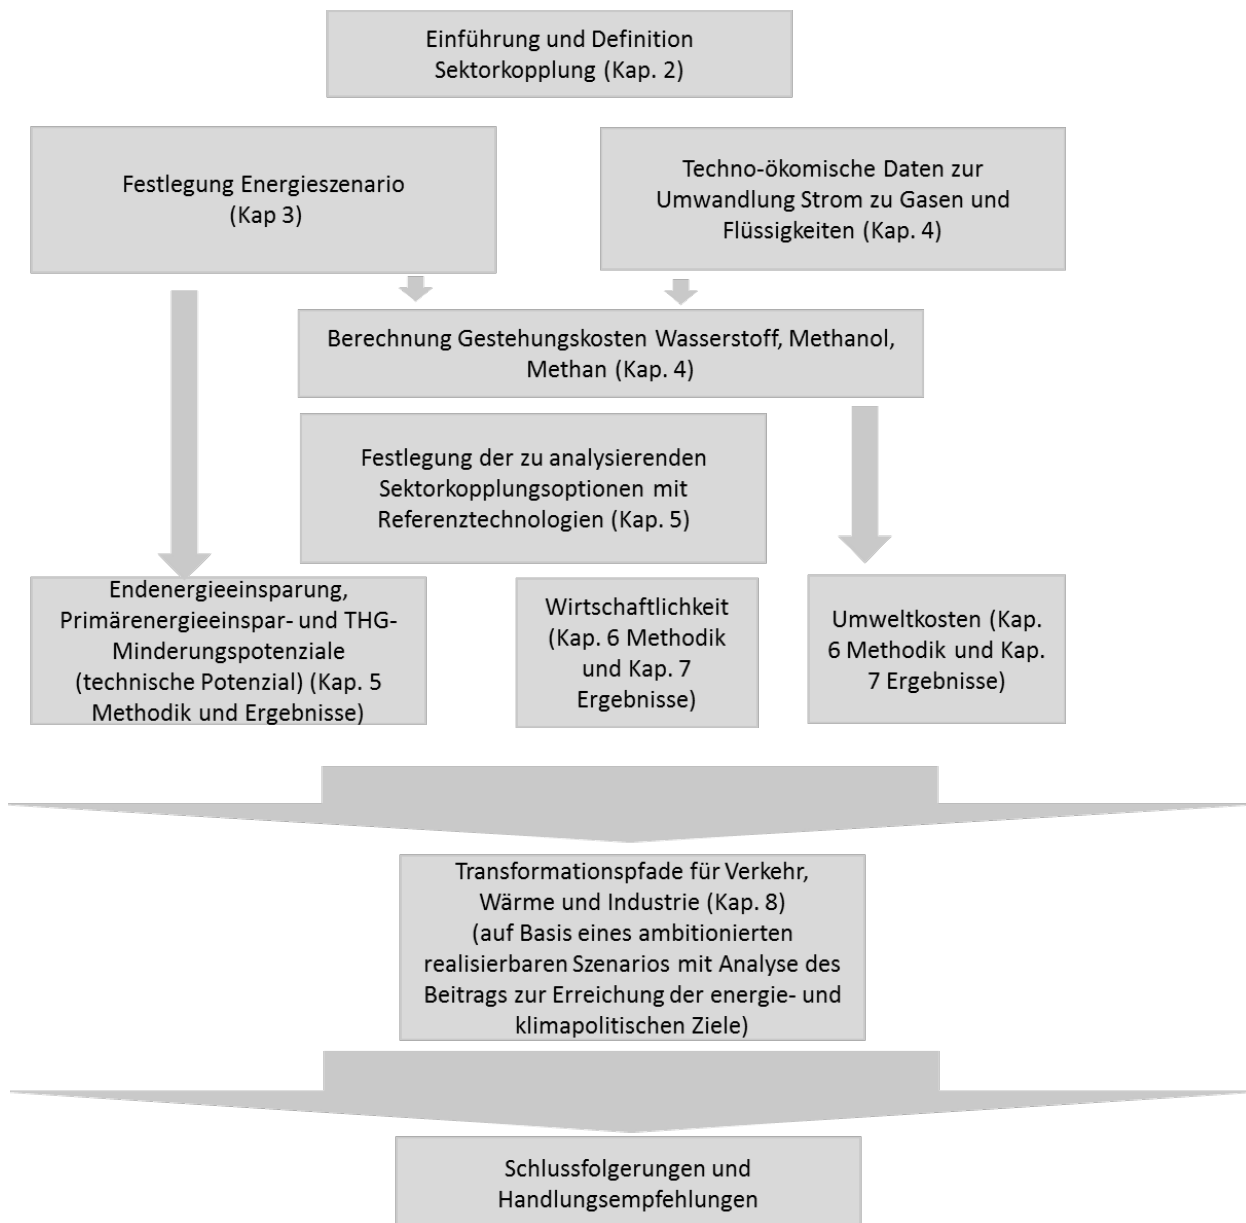 Einführung und Definition
Sektorkopplung (Kap. 2)
Festlegung Energieszenario
(Kap 3)
Techno-ökomische Daten zur
Umwandlung Strom zu Gasen und
Flüssigkeiten (Kap. 4)
Berechnung Gestehungskosten Wasserstoff, Methanol,
Methan (Kap. 4)
Festlegung der zu analysierenden
Sektorkopplungsoptionen mit
Referenztechnologien (Kap. 5)
Endenergieeinsparung,
Primärenergieeinspar- und THG-
Minderungspotenziale
(technische Potenzial) (Kap. 5
Methodik und Ergebnisse)
Wirtschaftlichkeit
(Kap. 6 Methodik
und Kap. 7
Ergebnisse)
Umweltkosten (Kap.
6 Methodik und Kap.
7 Ergebnisse)
Transformationspfade für Verkehr,
Wärme und Industrie (Kap. 8)
(auf Basis eines ambitionierten
realisierbaren Szenarios mit Analyse des
Beitrags zur Erreichung der energie- und
klimapolitischen Ziele)
Schlussfolgerungen und
Handlungsempfehlungen